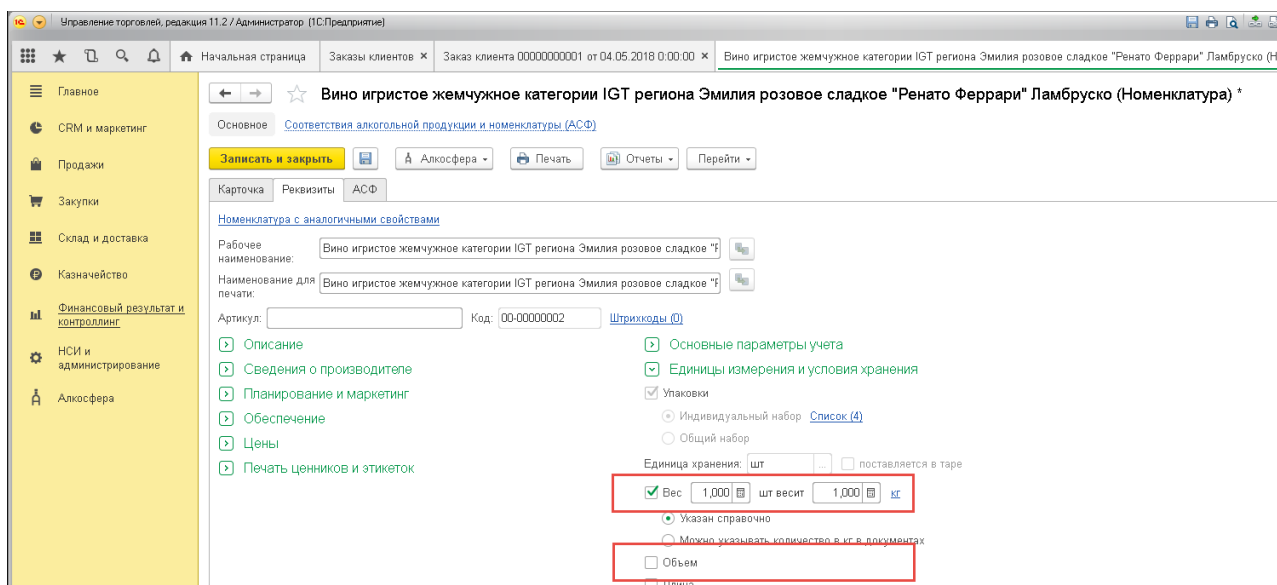 1С Управление торговлей, редакция 11.2 / Администратор (1С:Предприятие)
Начальная страница Заказы клиентов × Заказ клиента 00000000001 от 04.05.2018 0:00:00 × Вино игристое жемчужное категории IGT региона Эмилия розовое сладкое "Ренато Феррари" Ламбруско (Н
Главное
CRM и маркетинг
Продажи
Закупки
Склад и доставка
Казначейство
Финансовый результат и
контроллинг
НСИ и
администрирование
Алкосфера
Вино игристое жемчужное категории IGT региона Эмилия розовое сладкое "Ренато Феррари" Ламбруско (Номенклатура) *
Основное Соответствия алкогольной продукции и номенклатуры (АСФ)
Записать и закрыть Алкосфера Печать Отчеты Перейти
Карточка Реквизиты АСФ
Номенклатура с аналогичными свойствами
Рабочее
наименование: Вино игристое жемчужное категории IGT региона Эмилия розовое сладкое "Р
Наименование для
печати: Вино игристое жемчужное категории IGT региона Эмилия розовое сладкое "Р
Артикул: Код: 00-00000002 Штрихкоды (0)
Описание
Сведения о производителе
Планирование и маркетинг
Обеспечение
Цены
Печать ценников и этикеток
Основные параметры учета
Единицы измерения и условия хранения
Упаковки
Индивидуальный набор Список (4)
Общий набор
Единица хранения: шт ... поставляется в таре
Вес 1,000 шт весит 1,000 кг
Указан справочно
Можно указывать количество в кг в документах
Объем
Длина